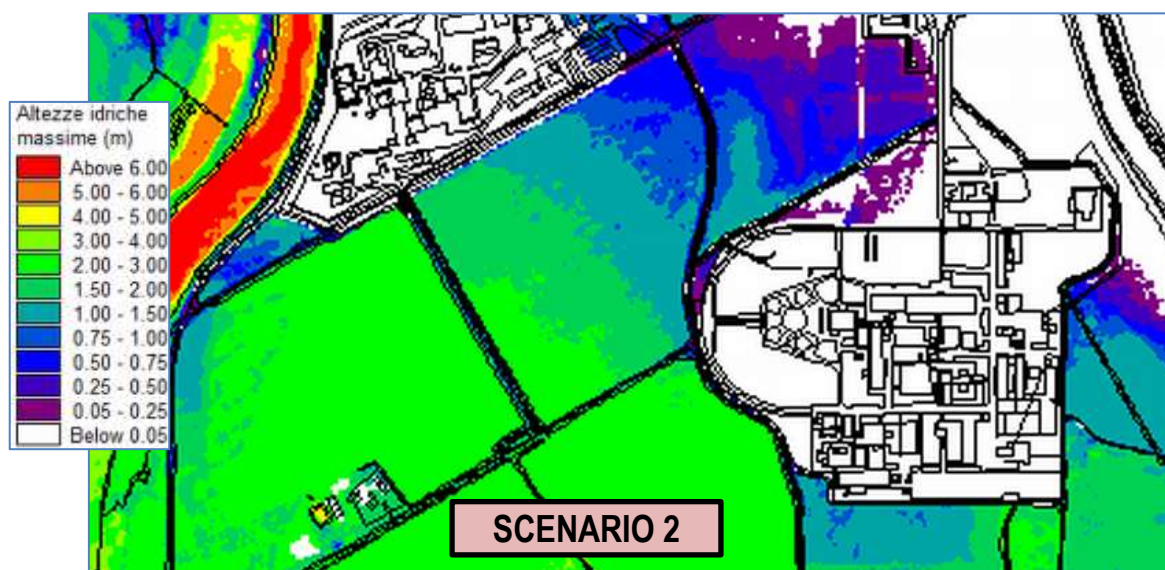 Altezze idriche
massime (m)
Above 6.00
5.00 - 6.00
4.00 - 5.00
3.00 - 4.00
2.00 - 3.00
1.50 - 2.00
1.00 - 1.50
0.75 - 1.00
0.50 - 0.75
0.25 - 0.50
0.05 - 0.25
Below 0.05
SCENARIO 2